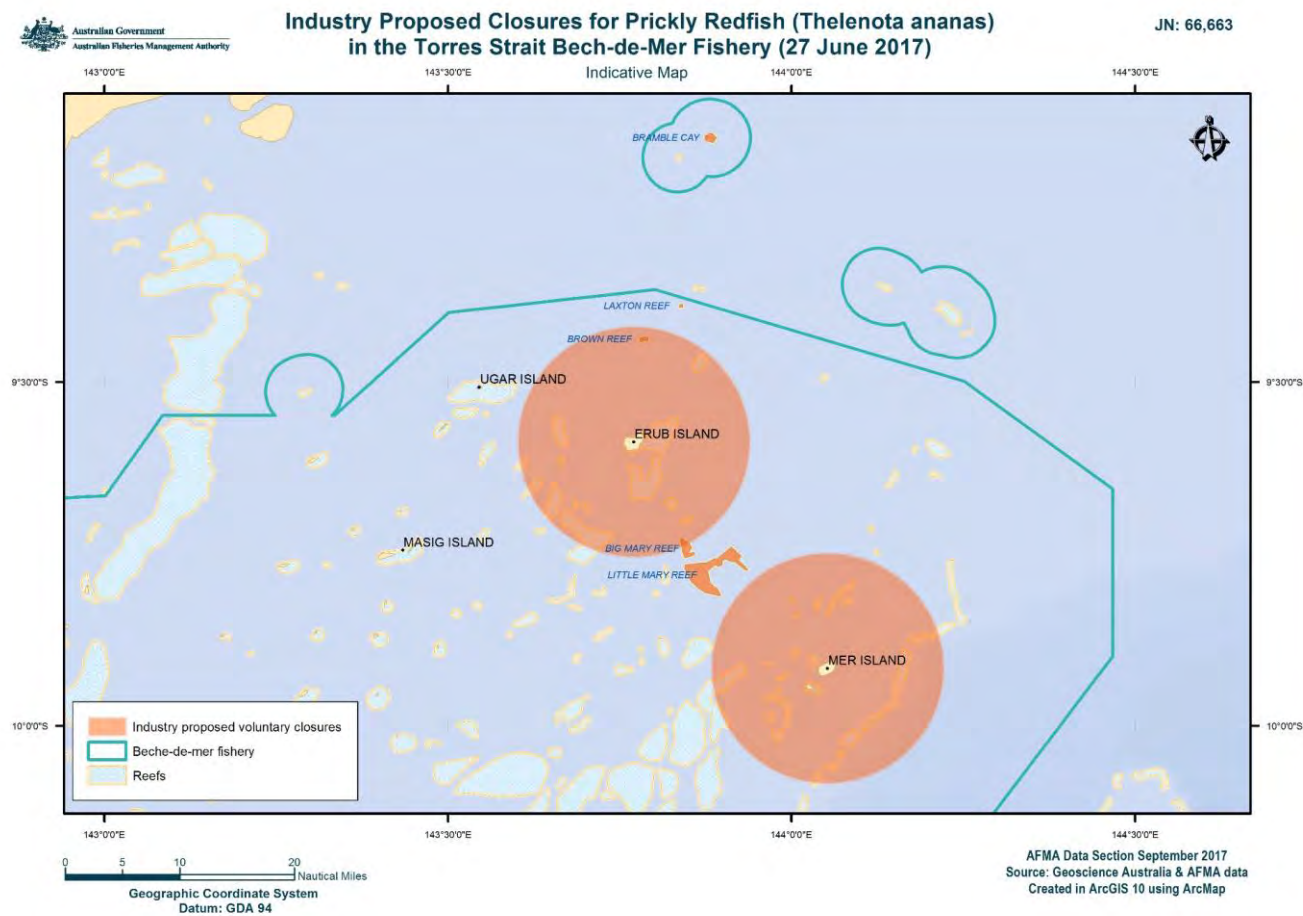 Australian Government
Australian Fisheries Management Authority
Industry Proposed Closures for Prickly Redfish (Thelenota ananas)
in the Torres Strait Bech-de-Mer Fishery (27 June 2017)
Indicative Map
JN: 66,663
143°0'0"E
143°30'0"E
144°0'0"E
144°30'0"E
BRAMBLE CAY
LAXTON REEF
BROWN REEF
9°30'0"S
UGAR ISLAND
9°30'0"S
ERUB ISLAND
MASIG ISLAND
BIG MARY REEF
LITTLE MARY REEF
MER ISLAND
10°0'0"S
10°0'0"S
Industry proposed voluntary closures
Beche-de-mer fishery
Reefs
143°0'0"E
143°30'0"E
144°0'0"E
144°30'0"E
0 5 10 20
Nautical Miles
Geographic Coordinate System
Datum: GDA 94
AFMA Data Section September 2017
Source: Geoscience Australia & AFMA data
Created in ArcGIS 10 using ArcMap